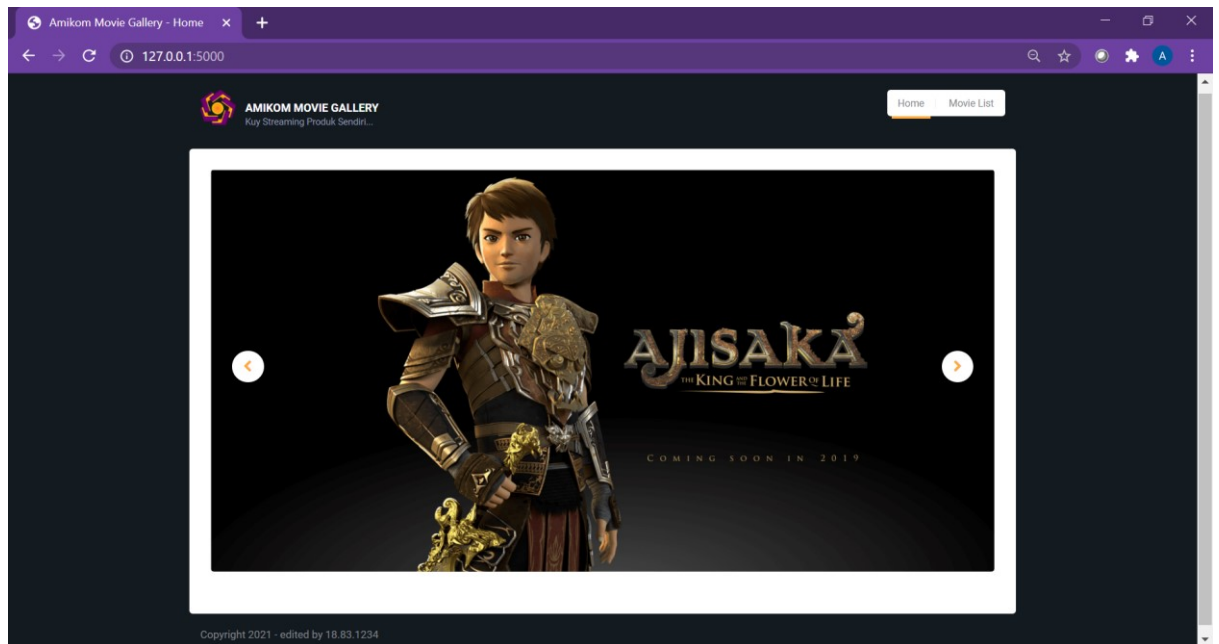 Amikom Movie Gallery - Home
127.0.0.1:5000
A
AMIKOM MOVIE GALLERY
Kuy Streaming Produk Sendiri...
Home
Movie List
AJISAKA
THE KING AND THE FLOWER OF LIFE
COMING SOON IN 2019
Copyright 2021 - edited by 18.83.1234